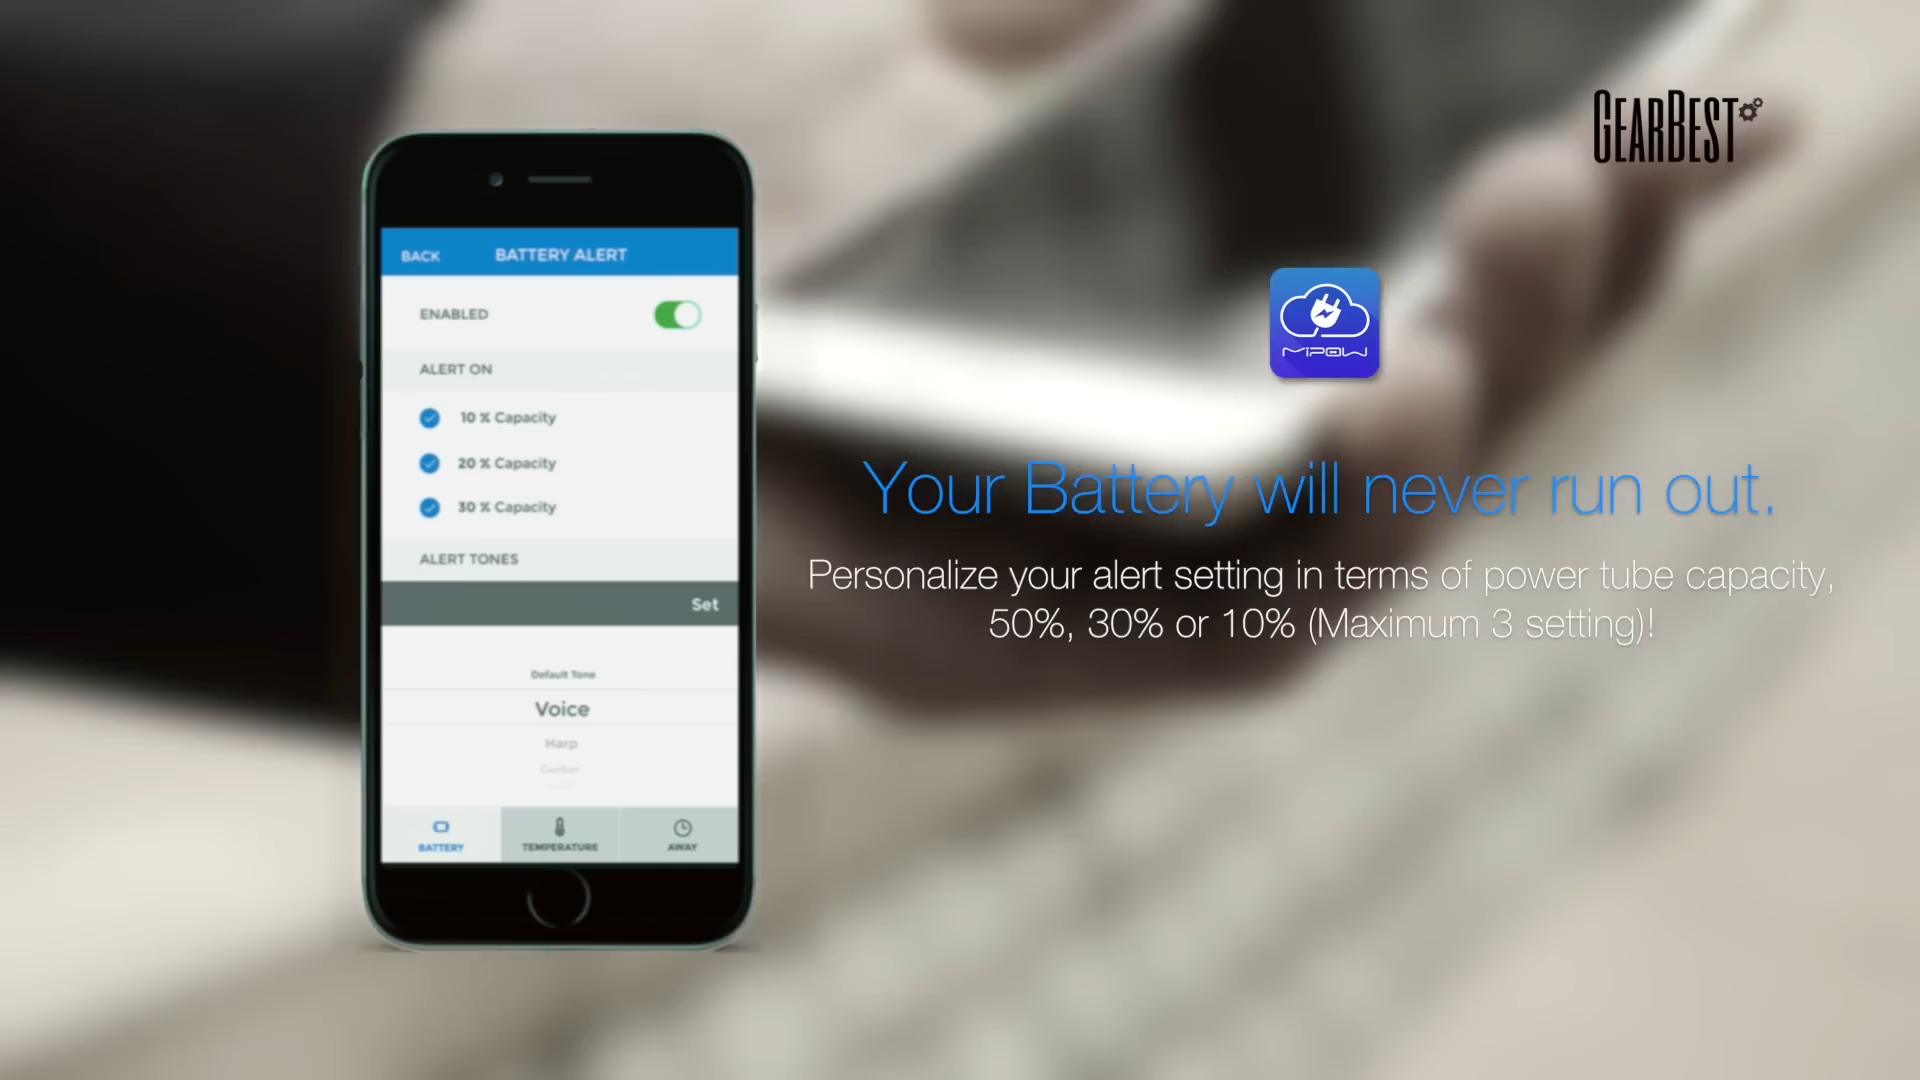 GEARBEST
BACK
BATTERY ALERT
ENABLED
ALERT ON
10 % Capacity
20 % Capacity
30 % Capacity
ALERT TONES
Set
Default Tone
Voice
Harp
Guitar
BATTERY
TEMPERATURE
AWAY
MIPOW
Your Battery will never run out.
Personalize your alert setting in terms of power tube capacity,
50%, 30% or 10% (Maximum 3 setting)!